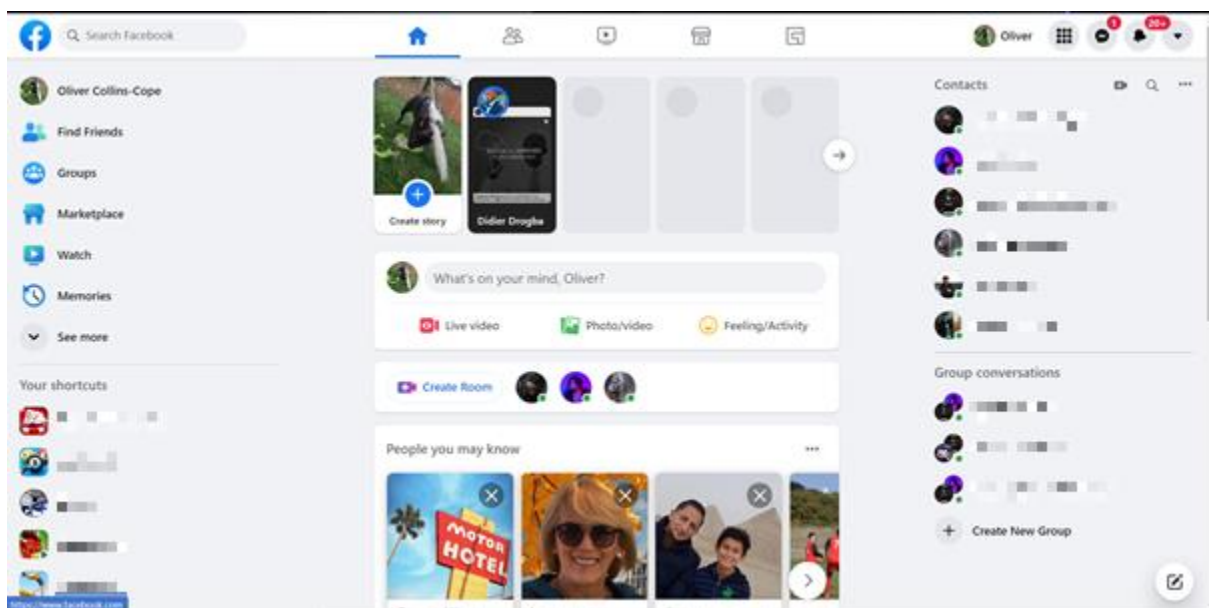 Search Facebook
Oliver
1
20+
Oliver Collins-Cope
Find Friends
Groups
Marketplace
Watch
Memories
See more
Your shortcuts
Create story
Didier Drogba
What's on your mind, Oliver?
Live video
Photo/video
Feeling/Activity
Create Room
People you may know
MOTOR
HOTEL
Contacts
Group conversations
Create New Group
https://www.facebook.com